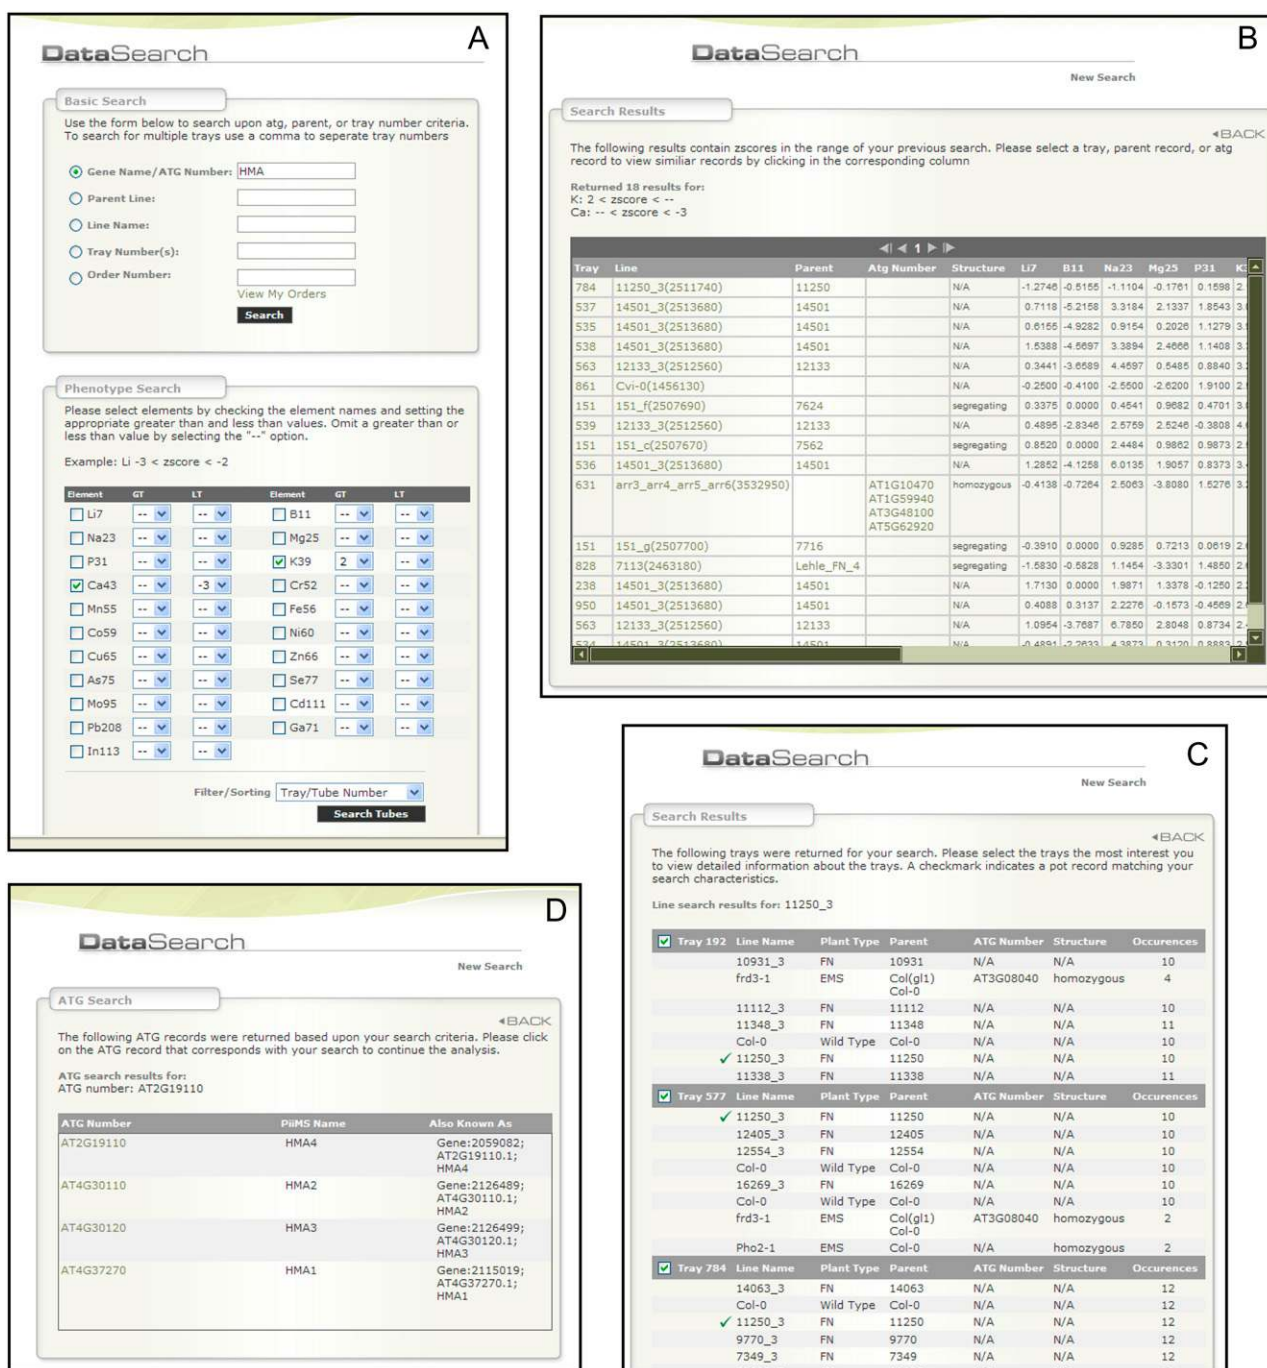 A
DataSearch
Basic Search
Use the form below to search upon atg, parent, or tray number criteria.
To search for multiple trays use a comma to seperate tray numbers
Gene Name/ATG Number: HMA
Parent Line:
Line Name:
Tray Number(s):
Order Number:
View My Orders
Search
Phenotype Search
Please select elements by checking the element names and setting the
appropriate greater than and less than values. Omit a greater than or
less than value by selecting the "--" option.
Example: Li -3 < zscore < -2
Element GT LT Element GT LT
Li7 -- -- B11 -- --
Na23 -- -- Mg25 -- --
P31 -- -- K39 2 --
Ca43 -- -3 Cr52 -- --
Mn55 -- -- Fe56 -- --
Co59 -- -- Ni60 -- --
Cu65 -- -- Zn66 -- --
As75 -- -- Se77 -- --
Mo95 -- -- Cd111 -- --
Pb208 -- -- Ga71 -- --
In113 -- --
Filter/Sorting Tray/Tube Number
Search Tubes
B
DataSearch
New Search
Search Results
BACK
The following results contain zscores in the range of your previous search. Please select a tray, parent record, or atg
record to view similiar records by clicking in the corresponding column
Returned 18 results for:
K: 2 < zscore < --
Ca: -- < zscore < -3
1
Tray Line Parent Atg Number Structure Li7 B11 Na23 Mg25 P31
784 11250_3(2511740) 11250 N/A -1.2746 -0.5155 -1.1104 -0.1761 0.1598
537 14501_3(2513680) 14501 N/A 0.7118 -5.2158 3.3184 2.1337 1.8543
535 14501_3(2513680) 14501 N/A 0.6155 -4.9282 0.9154 0.2026 1.1279
538 14501_3(2513680) 14501 N/A 1.5388 -4.5697 3.3894 2.4666 1.1408
563 12133_3(2512560) 12133 N/A 0.3441 -3.6589 4.4597 0.5485 0.8840
861 Cvi-0(1456130) N/A -0.2500 -0.4100 -2.5500 -2.6200 1.9100
151 151_f(2507690) 7624 segregating 0.3375 0.0000 0.4541 0.9682 0.4701
539 12133_3(2512560) 12133 N/A 0.4895 -2.8346 2.5759 2.5246 -0.3808
151 151_c(2507670) 7562 segregating 0.8520 0.0000 2.4484 0.9862 0.9873
536 14501_3(2513680) 14501 N/A 1.2852 -4.1258 6.0135 1.9057 0.8373
631 arr3_arr4_arr5_arr6(3532950) AT1G10470 homozygous -0.4138 -0.7264 2.5063 -3.8080 1.5276
AT1G59940
AT3G48100
AT5G62920
151 151_g(2507700) 7716 segregating -0.3910 0.0000 0.9285 0.7213 0.0619
828 7113(2463180) Lehle_FN_4 segregating -1.5830 -0.5828 1.1454 -3.3301 1.4850
238 14501_3(2513680) 14501 N/A 1.7130 0.0000 1.9871 1.3378 -0.1250
950 14501_3(2513680) 14501 N/A 0.4088 0.3137 2.2276 -0.1573 -0.4569
563 12133_3(2512560) 12133 N/A 1.0954 -3.7687 6.7850 2.8048 0.8734
534 14501_3(2513680) 14501 N/A -0.4891 -2.2633 4.3873 0.3120 0.8883
C
DataSearch
New Search
Search Results
BACK
The following trays were returned for your search. Please select the trays the most interest you
to view detailed information about the trays. A checkmark indicates a pot record matching your
search characteristics.
Line search results for: 11250_3
Tray 192 Line Name Plant Type Parent ATG Number Structure Occurences
10931_3 FN 10931 N/A N/A 10
frd3-1 EMS Col(gl1) AT3G08040 homozygous 4
Col-0
11112_3 FN 11112 N/A N/A 10
11348_3 FN 11348 N/A N/A 11
Col-0 Wild Type Col-0 N/A N/A 10
✓ 11250_3 FN 11250 N/A N/A 10
11338_3 FN 11338 N/A N/A 11
Tray 577 Line Name Plant Type Parent ATG Number Structure Occurences
✓ 11250_3 FN 11250 N/A N/A 10
12405_3 FN 12405 N/A N/A 10
12554_3 FN 12554 N/A N/A 10
Col-0 Wild Type Col-0 N/A N/A 10
16269_3 FN 16269 N/A N/A 10
Col-0 Wild Type Col-0 N/A N/A 10
frd3-1 EMS Col(gl1) AT3G08040 homozygous 2
Col-0
Pho2-1 EMS Col-0 N/A homozygous 2
Tray 784 Line Name Plant Type Parent ATG Number Structure Occurences
14063_3 FN 14063 N/A N/A 12
Col-0 Wild Type Col-0 N/A N/A 12
✓ 11250_3 FN 11250 N/A N/A 12
9770_3 FN 9770 N/A N/A 12
7349_3 FN 7349 N/A N/A 12
D
DataSearch
New Search
ATG Search
BACK
The following ATG records were returned based upon your search criteria. Please click
on the ATG record that corresponds with your search to continue the analysis.
ATG search results for:
ATG number: AT2G19110
ATG Number PiiMS Name Also Known As
AT2G19110 HMA4 Gene:2059082;
AT2G19110.1;
HMA4
AT4G30110 HMA2 Gene:2126489;
AT4G30110.1;
HMA2
AT4G30120 HMA3 Gene:2126499;
AT4G30120.1;
HMA3
AT4G37270 HMA1 Gene:2115019;
AT4G37270.1;
HMA1